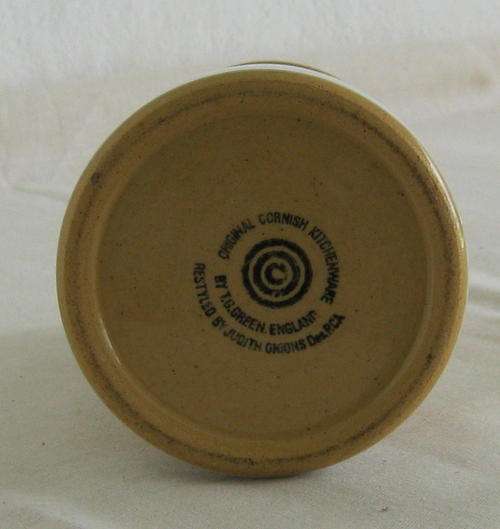 ORIGINAL CORNISH KITCHENWARE
C
BY T.G.GREEN. ENGLAND
RESTYLED BY JUDITH ONIONS Des.RCA